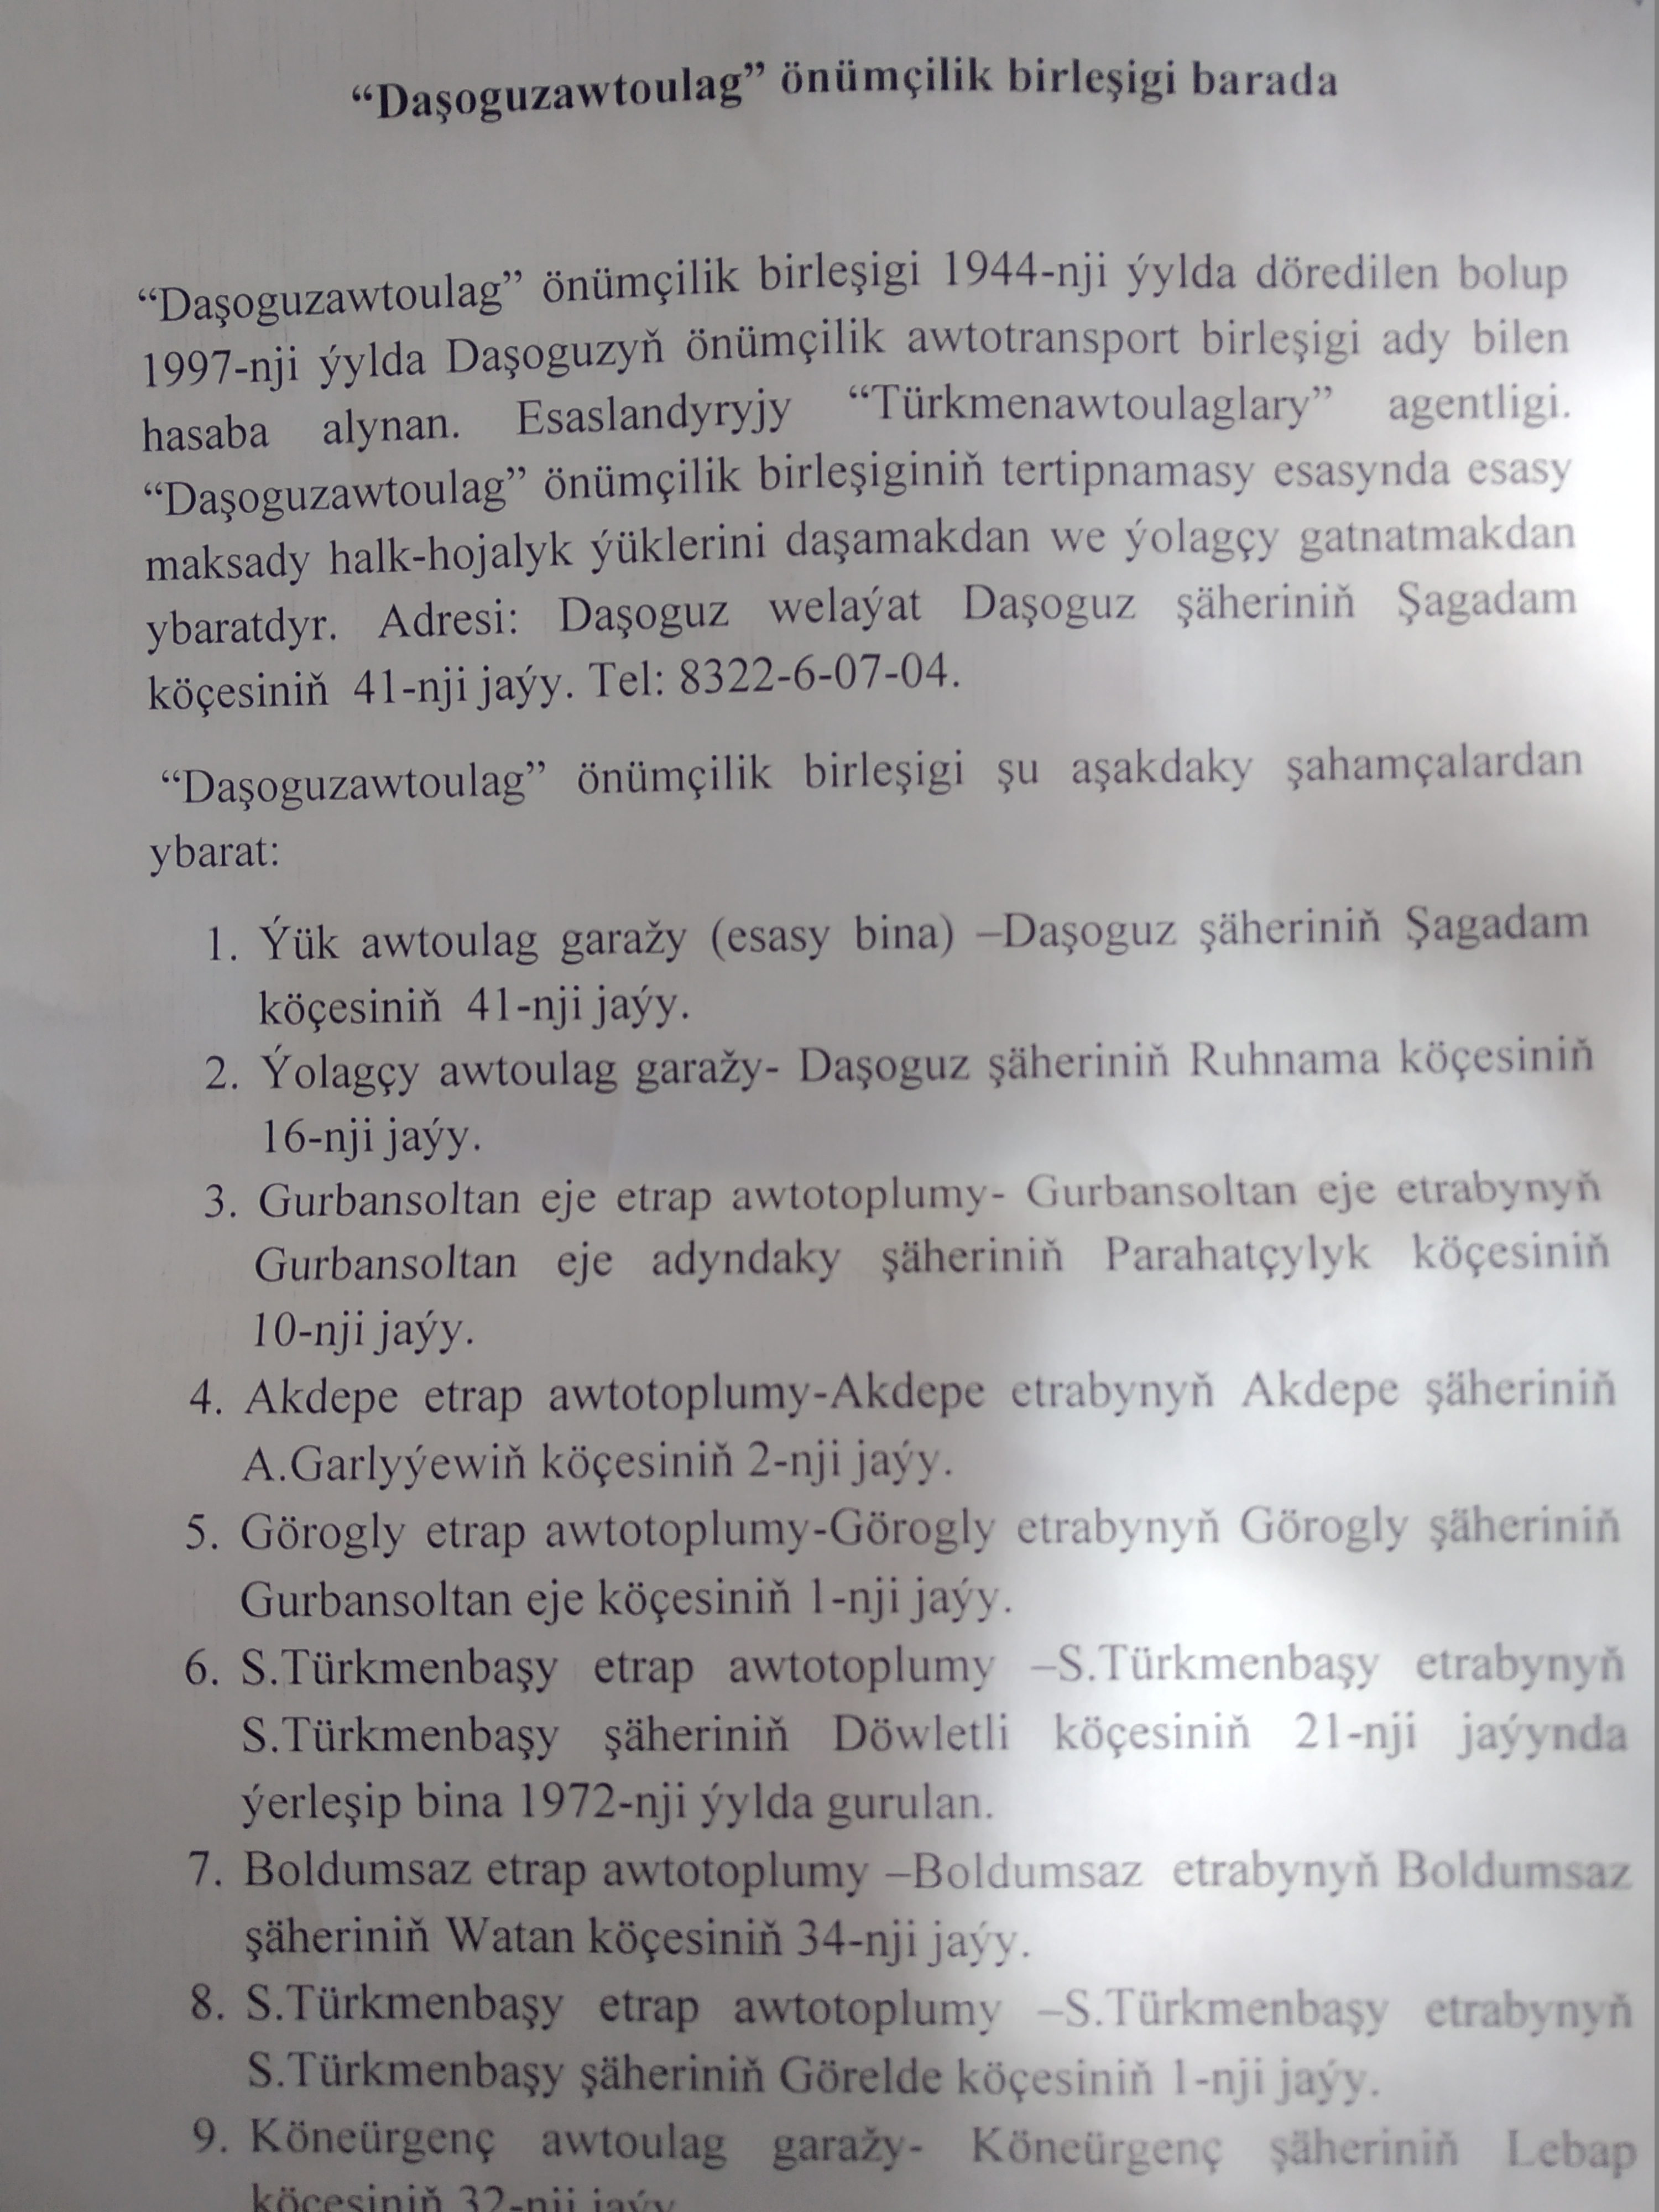 “Daşoguzawtoulag” önümçilik birleşigi barada
“Daşoguzawtoulag” önümçilik birleşigi 1944-nji ýylda döredilen bolup
1997-nji ýylda Daşoguzyň önümçilik awtotransport birleşigi ady bilen
hasaba alynan. Esaslandyryjy “Türkmenawtoulaglary” agentligi.
“Daşoguzawtoulag” önümçilik birleşiginiň tertipnamasy esasynda esasy
maksady halk-hojalyk ýüklerini daşamakdan we ýolagçy gatnatmakdan
ybaratdyr. Adresi: Daşoguz welaýat Daşoguz şäheriniň Şagadam
köçesiniň 41-nji jaýy. Tel: 8322-6-07-04.
“Daşoguzawtoulag” önümçilik birleşigi şu aşakdaky şahamçalardan
ybarat:
1. Ýük awtoulag garažy (esasy bina) –Daşoguz şäheriniň Şagadam
köçesiniň 41-nji jaýy.
2. Ýolagçy awtoulag garažy- Daşoguz şäheriniň Ruhnama köçesiniň
16-nji jaýy.
3. Gurbansoltan eje etrap awtotoplumy- Gurbansoltan eje etrabynyň
Gurbansoltan eje adyndaky şäheriniň Parahatçylyk köçesiniň
10-nji jaýy.
4. Akdepe etrap awtotoplumy-Akdepe etrabynyň Akdepe şäheriniň
A.Garlyýewiň köçesiniň 2-nji jaýy.
5. Görogly etrap awtotoplumy-Görogly etrabynyň Görogly şäheriniň
Gurbansoltan eje köçesiniň 1-nji jaýy.
6. S.Türkmenbaşy etrap awtotoplumy –S.Türkmenbaşy etrabynyň
S.Türkmenbaşy şäheriniň Döwletli köçesiniň 21-nji jaýynda
ýerleşip bina 1972-nji ýylda gurulan.
7. Boldumsaz etrap awtotoplumy –Boldumsaz etrabynyň Boldumsaz
şäheriniň Watan köçesiniň 34-nji jaýy.
8. S.Türkmenbaşy etrap awtotoplumy –S.Türkmenbaşy etrabynyň
S.Türkmenbaşy şäheriniň Görelde köçesiniň 1-nji jaýy.
9. Köneürgenç awtoulag garažy- Köneürgenç şäheriniň Lebap
köçesiniň 32-nji jaýy